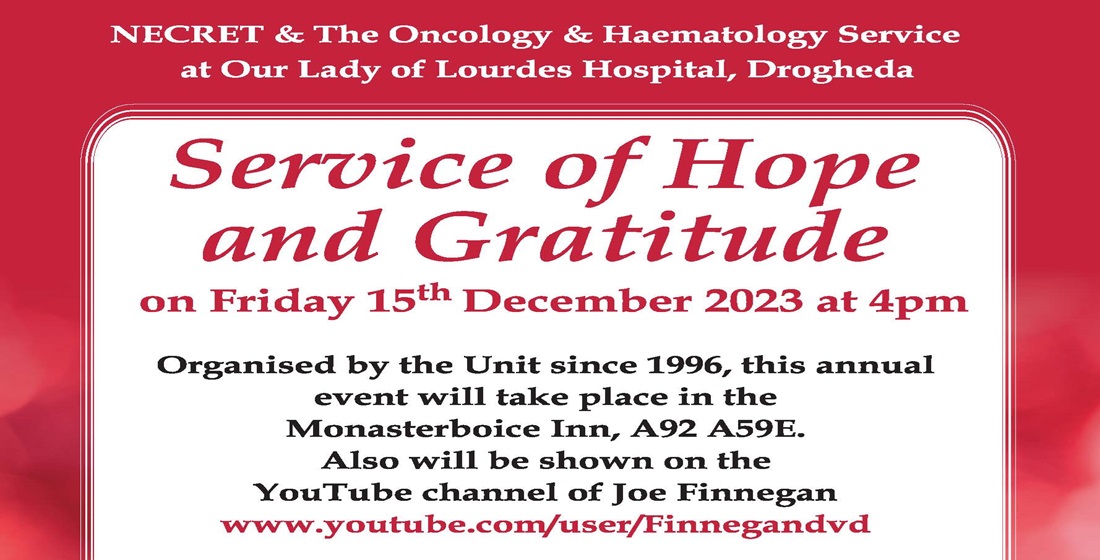 NECRET & The Oncology & Haematology Service
at Our Lady of Lourdes Hospital, Drogheda
Service of Hope
and Gratitude
on Friday 15th December 2023 at 4pm
Organised by the Unit since 1996, this annual
event will take place in the
Monasterboice Inn, A92 A59E.
Also will be shown on the
YouTube channel of Joe Finnegan
www.youtube.com/user/Finnegandvd